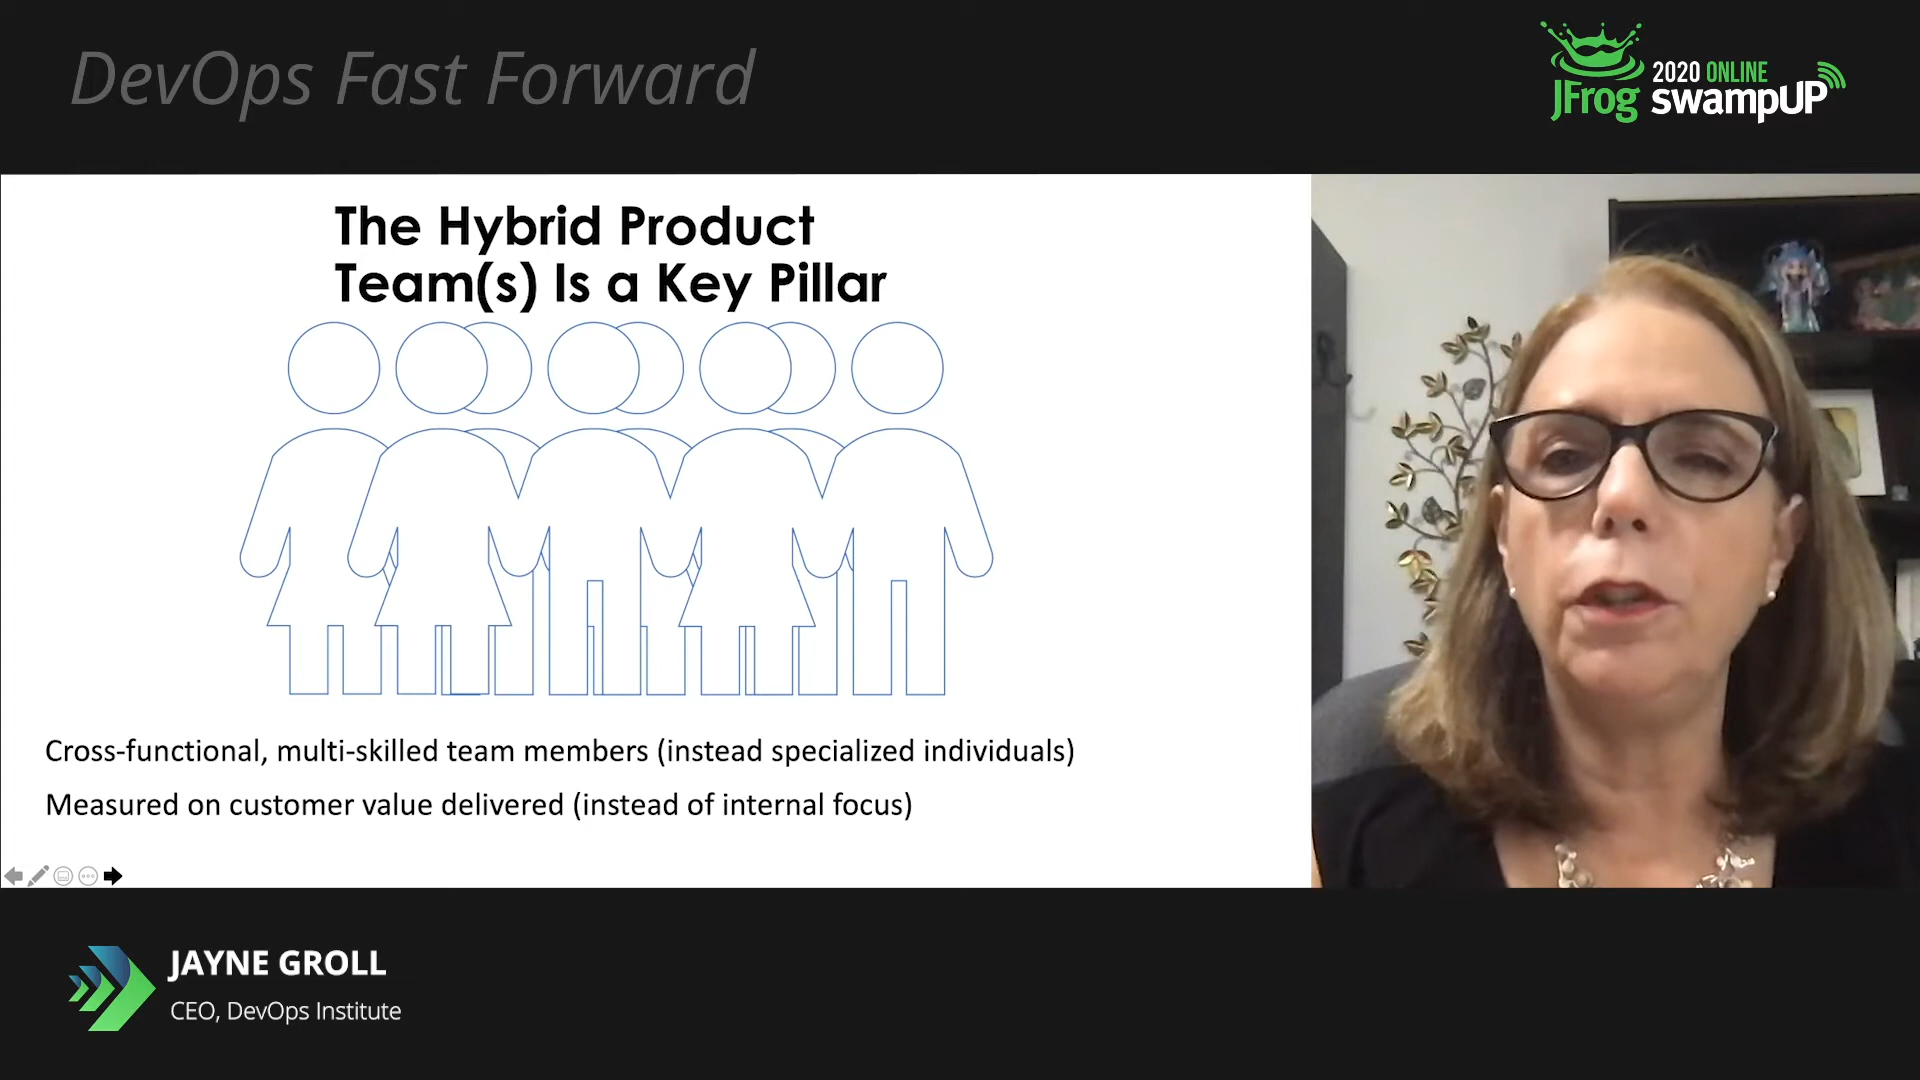 DevOps Fast Forward
JFrog
2020 ONLINE
swampUP
The Hybrid Product
Team(s) Is a Key Pillar
Cross-functional, multi-skilled team members (instead specialized individuals)
Measured on customer value delivered (instead of internal focus)
JAYNE GROLL
CEO, DevOps Institute